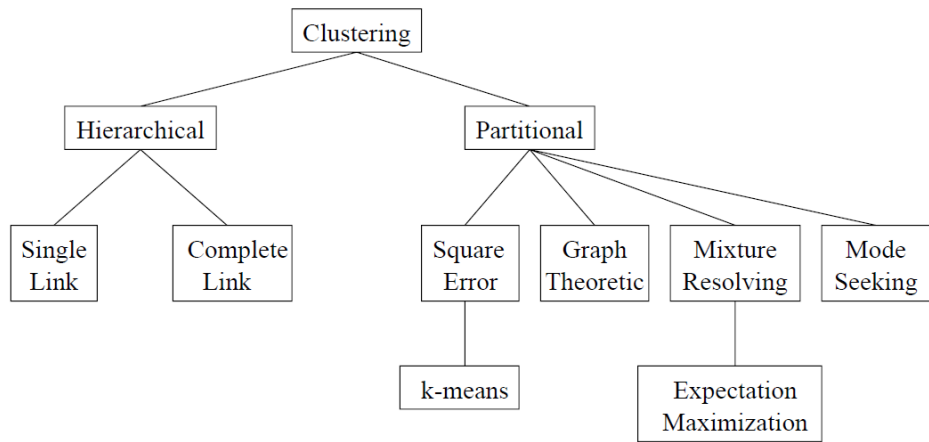 Clustering
Hierarchical
Partitional
Single
Link
Complete
Link
Square
Error
Graph
Theoretic
Mixture
Resolving
Mode
Seeking
k-means
Expectation
Maximization